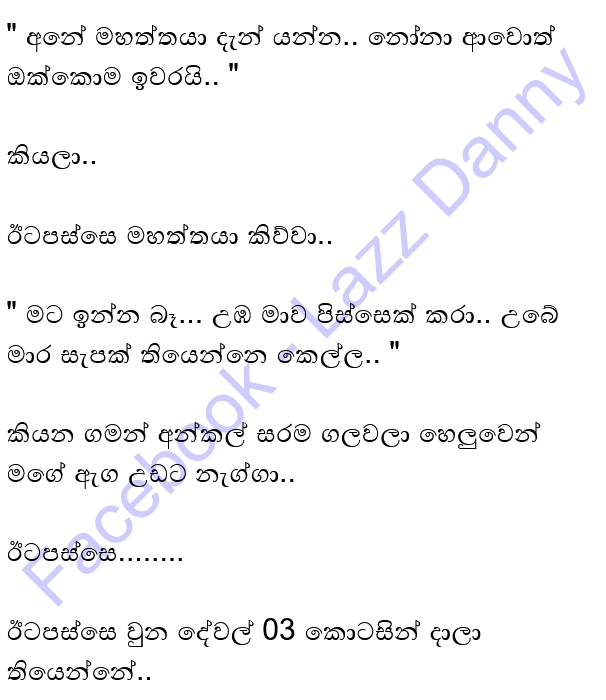 " අනේ මහත්තයා දැන් යන්න.. නෝනා ආවොත්
ඔක්කොම ඉවරයි.. "
කියලා..
ඊටපස්සෙ මහත්තයා කිව්වා..
" මට ඉන්න බෑ... උඹ මාව පිස්සෙක් කරා.. උබේ
මාර සැපක් තියෙන්නෙ කෙල්ල.. "
කියන ගමන් අන්කල් සරම ගලවලා හෙලුවෙන්
මගේ ඇග උඩට නැග්ගා..
ඊටපස්සෙ........
ඊටපස්සෙ වුන දේවල් 03 කොටසින් දාලා
තියෙන්නේ..
Facebook - Lazz Danny